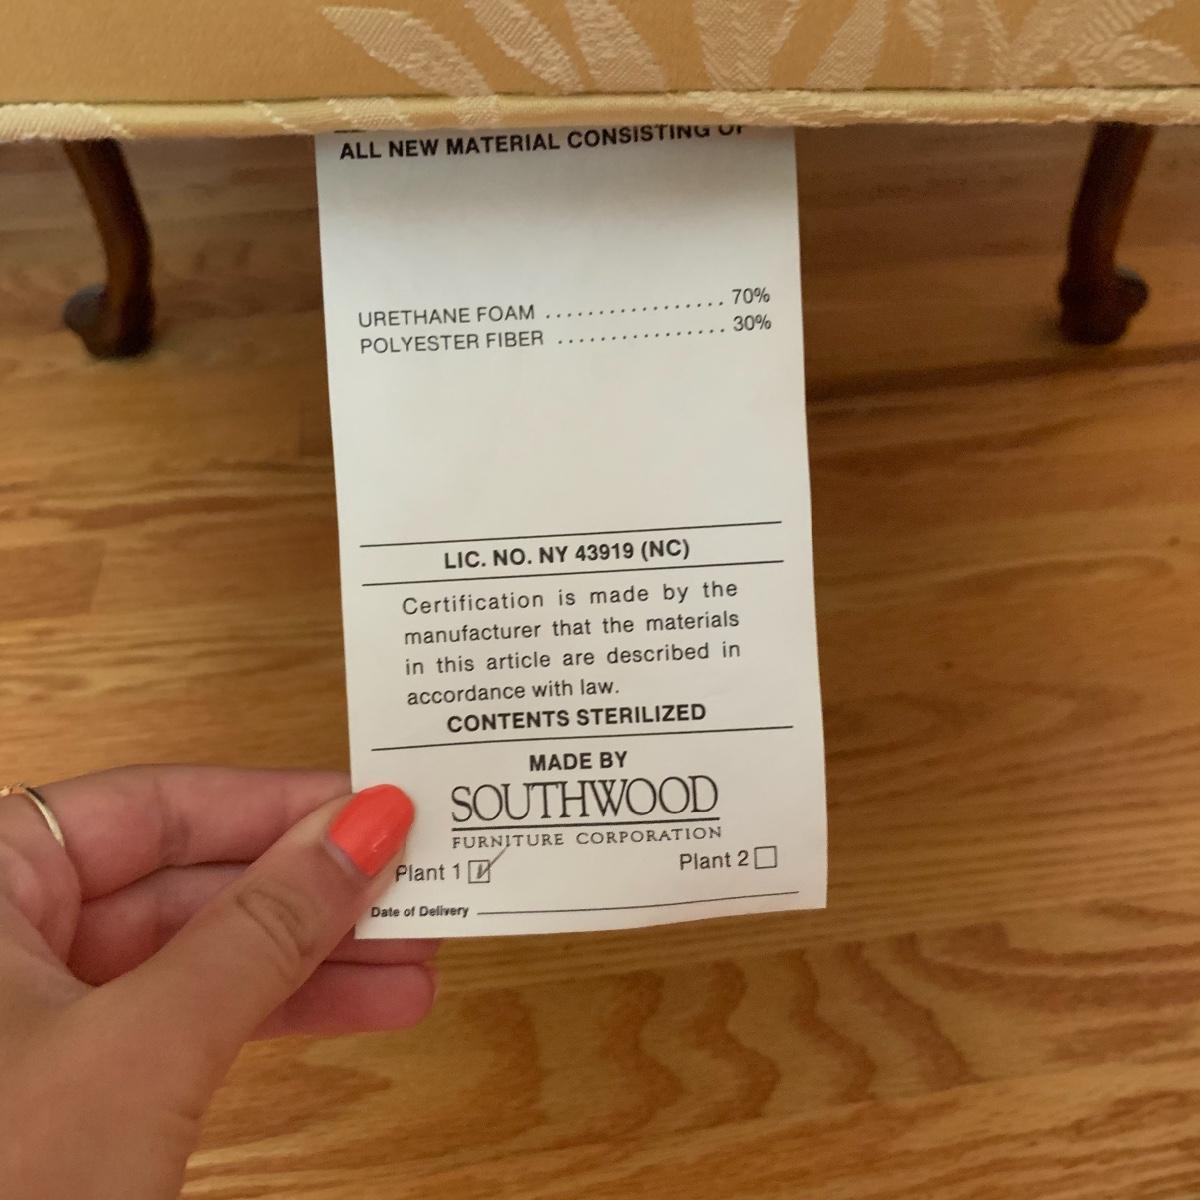 ALL NEW MATERIAL CONSISTING OF
URETHANE FOAM ................. 70%
POLYESTER FIBER ................ 30%
LIC. NO. NY 43919 (NC)
Certification is made by the
manufacturer that the materials
in this article are described in
accordance with law.
CONTENTS STERILIZED
MADE BY
SOUTHWOOD
FURNITURE CORPORATION
Plant 1 ☑ Plant 2 ☐
Date of Delivery